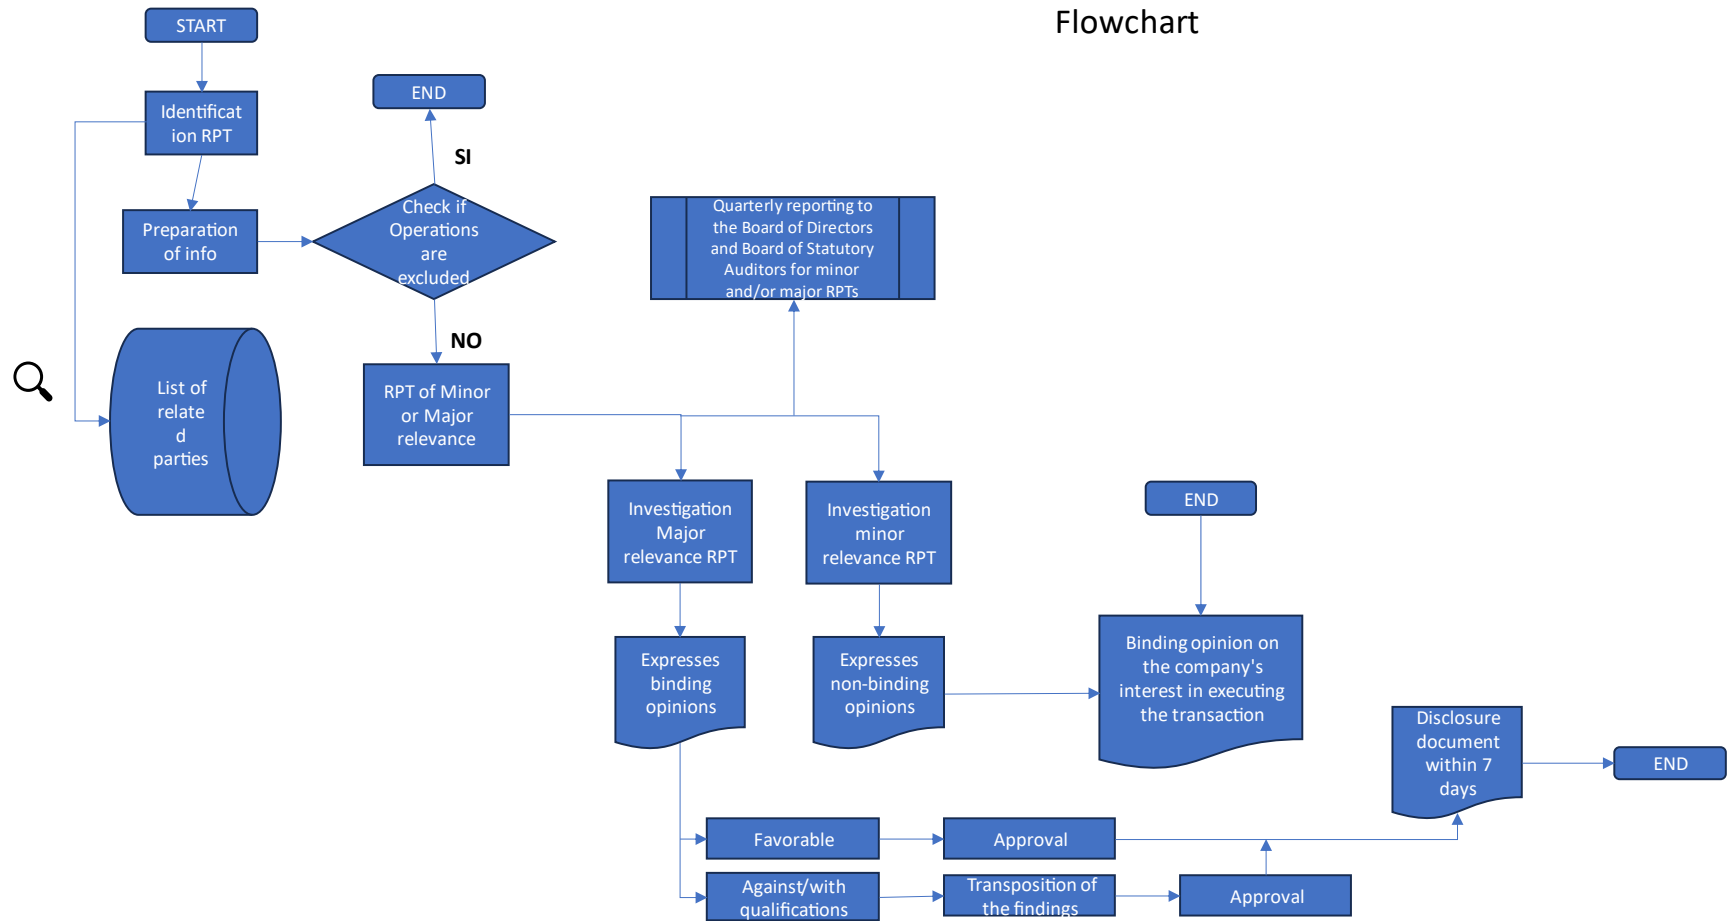 Flowchart
START
Identificat
ion RPT
Preparation
of info
END
SI
Check if
Operations
are
excluded
NO
List of
relate
d
parties
RPT of Minor
or Major
relevance
Quarterly reporting to
the Board of Directors
and Board of Statutory
Auditors for minor
and/or major RPTs
Investigation
Major
relevance RPT
Investigation
minor
relevance RPT
END
Expresses
binding
opinions
Expresses
non-binding
opinions
Binding opinion on
the company's
interest in executing
the transaction
Disclosure
document
within 7
days
END
Favorable
Approval
Against/with
qualifications
Transposition of
the findings
Approval